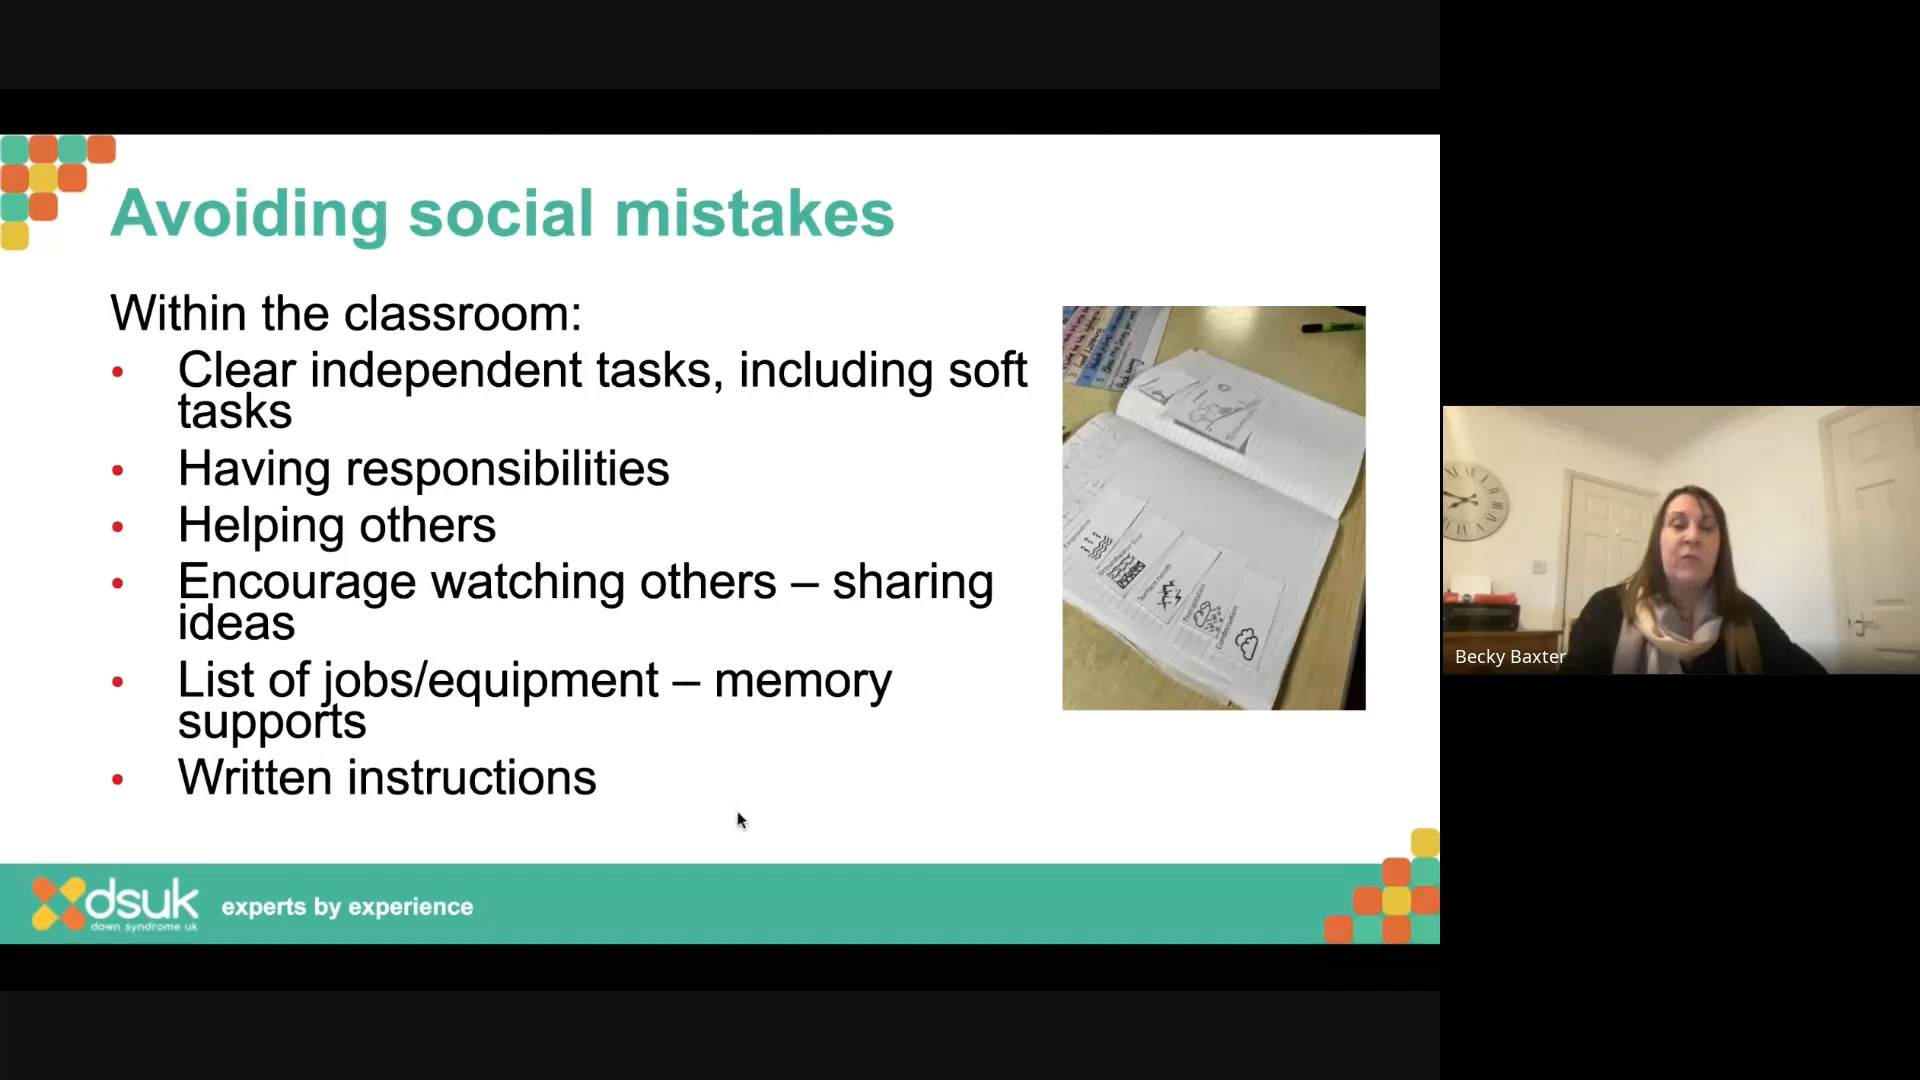 Avoiding social mistakes
Within the classroom:
• Clear independent tasks, including soft
tasks
• Having responsibilities
• Helping others
• Encourage watching others – sharing
ideas
• List of jobs/equipment – memory
supports
• Written instructions
Precipitation
Condensation
dsuk
down syndrome uk
experts by experience
Becky Baxter